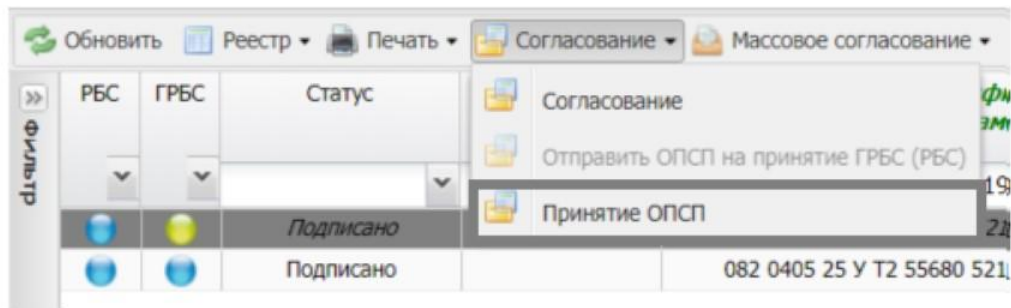 Обновить Реестр Печать Согласование Массовое согласование
РБС ГРБС Статус
Согласование
Фильтр
Отправить ОПСП на принятие ГРБС (РБС)
Принятие ОПСП
Подписано
Подписано 082 0405 25 У Т2 55680 521